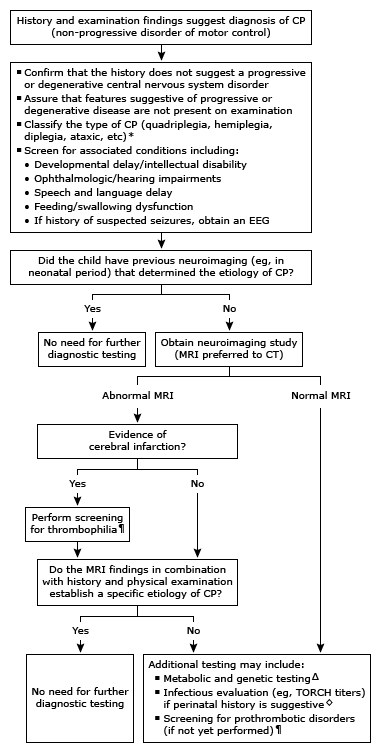 History and examination findings suggest diagnosis of CP
(non-progressive disorder of motor control)
▪ Confirm that the history does not suggest a progressive
or degenerative central nervous system disorder
▪ Assure that features suggestive of progressive or
degenerative disease are not present on examination
▪ Classify the type of CP (quadriplegia, hemiplegia,
diplegia, ataxic, etc)*
▪ Screen for associated conditions including:
• Developmental delay/intellectual disability
• Ophthalmologic/hearing impairments
• Speech and language delay
• Feeding/swallowing dysfunction
• If history of suspected seizures, obtain an EEG
Did the child have previous neuroimaging (eg, in
neonatal period) that determined the etiology of CP?
Yes
No
No need for further
diagnostic testing
Obtain neuroimaging study
(MRI preferred to CT)
Abnormal MRI
Normal MRI
Evidence of
cerebral infarction?
Yes
No
Perform screening
for thrombophilia¶
Do the MRI findings in combination
with history and physical examination
establish a specific etiology of CP?
Yes
No
No need for further
diagnostic testing
Additional testing may include:
▪ Metabolic and genetic testingΔ
▪ Infectious evaluation (eg, TORCH titers)
if perinatal history is suggestive◇
▪ Screening for prothrombotic disorders
(if not yet performed)¶